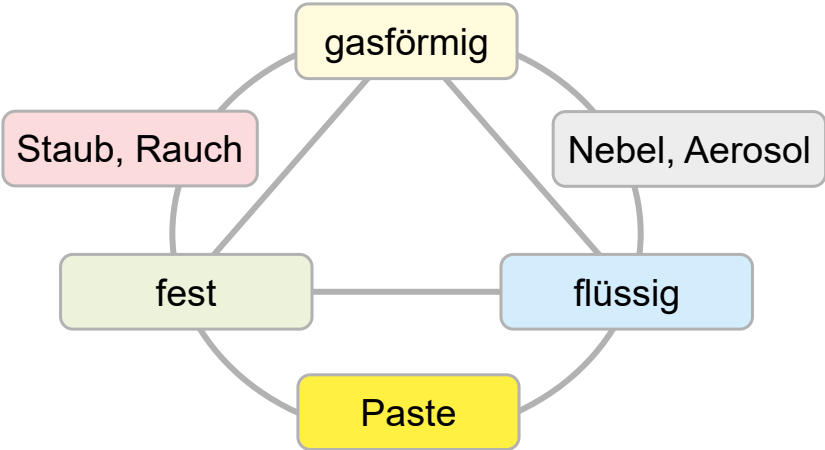 gasförmig
Staub, Rauch
Nebel, Aerosol
fest
flüssig
Paste